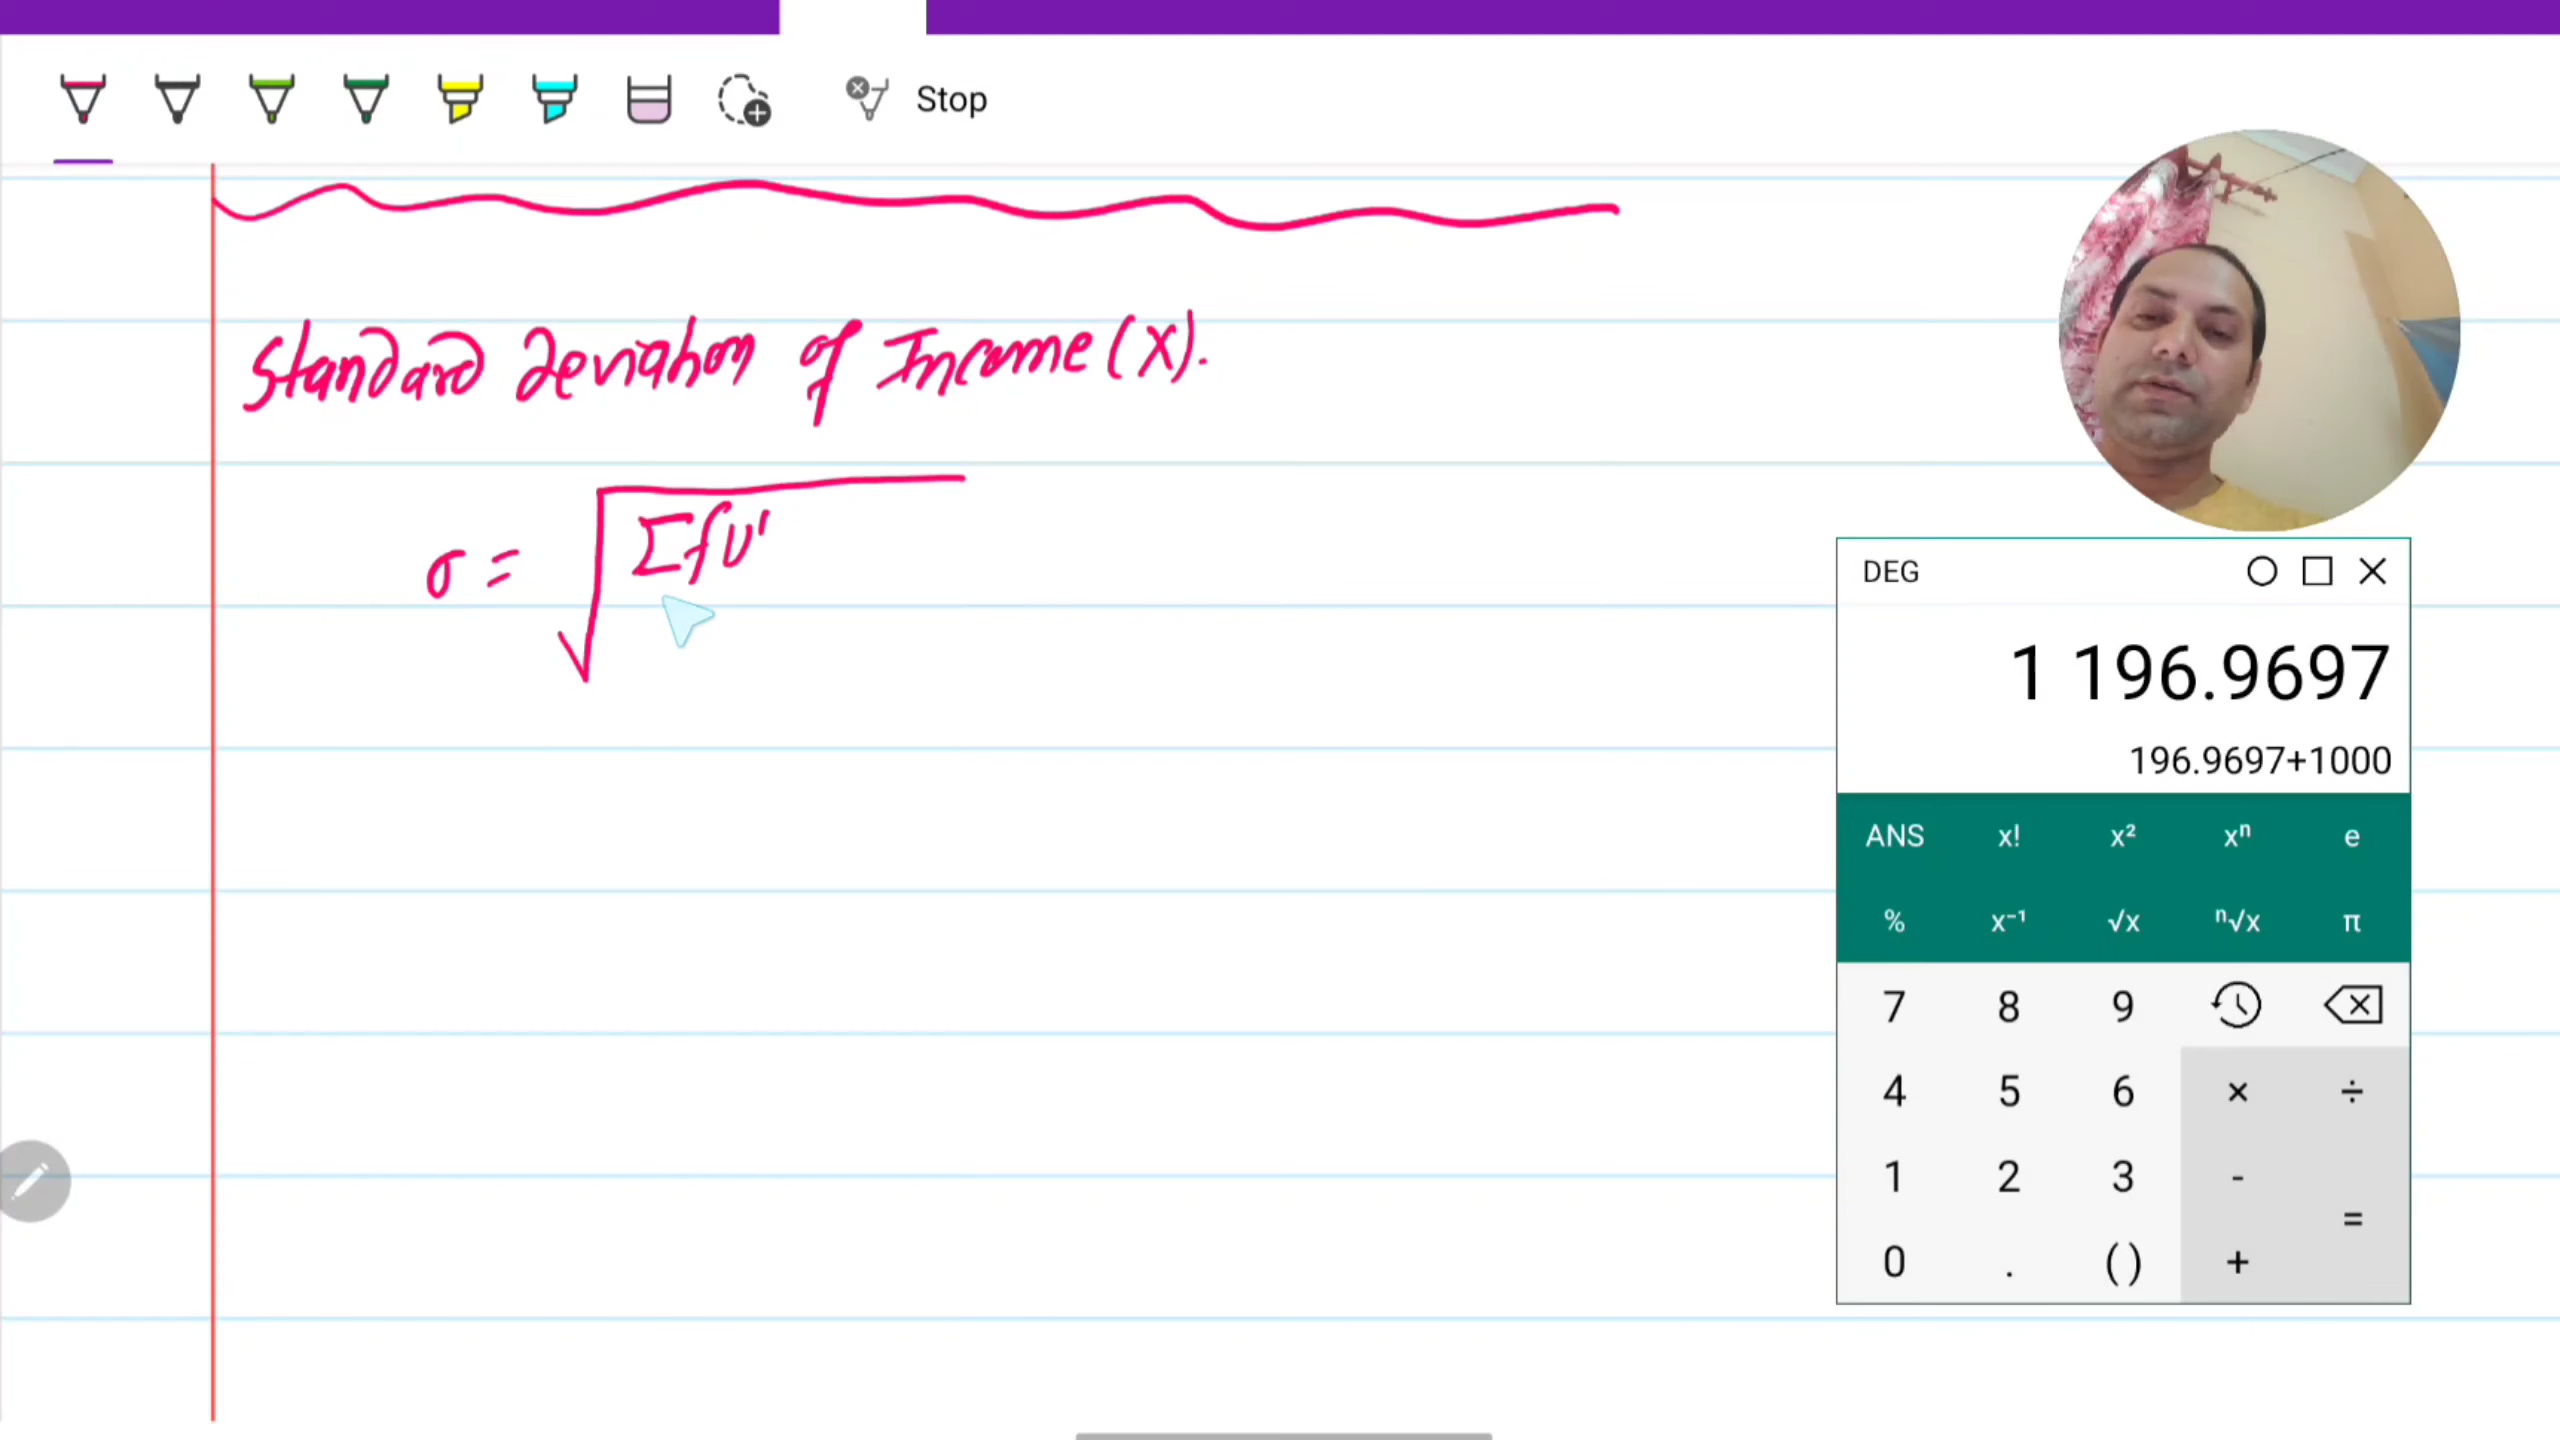 Stop
Standard Deviation of Income (X).
σ = √Σfu'
DEG
1 196.9697
196.9697+1000
ANS x! x² xⁿ e
% x⁻¹ √x ⁿ√x π
7 8 9
4 5 6 × ÷
1 2 3 - =
0 . ( ) +